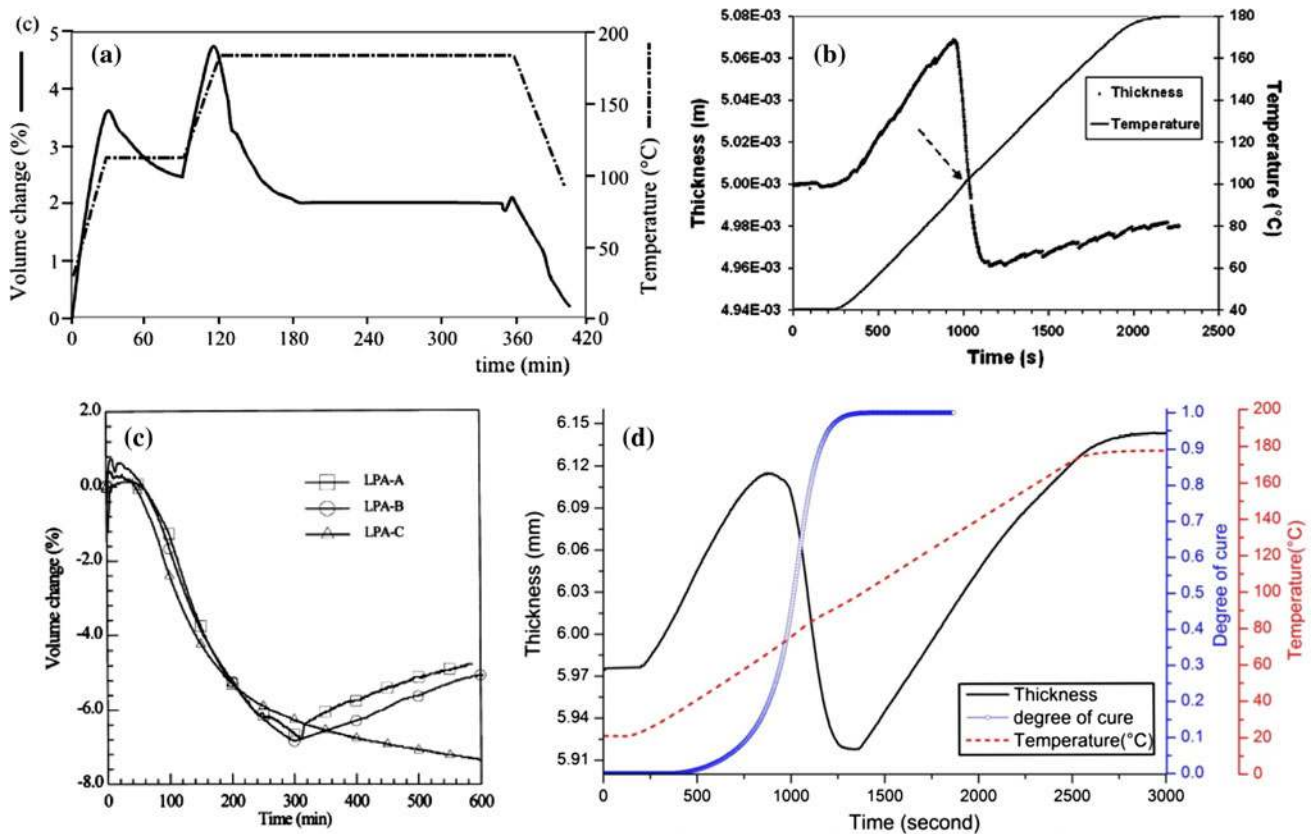 (c)
(a)
Volume change (%)
5
4
3
2
1
0
200
150
100
50
0
Temperature (°C)
0 60 120 180 240 300 360 420
time (min)
(b)
Thickness (m)
5.08E-03
5.06E-03
5.04E-03
5.02E-03
5.00E-03
4.98E-03
4.96E-03
4.94E-03
Thickness
Temperature
180
160
140
120
100
80
60
40
Temperature (°C)
0 500 1000 1500 2000 2500
Time (s)
(c)
Volume change (%)
2.0
0.0
-2.0
-4.0
-6.0
-8.0
LPA-A
LPA-B
LPA-C
0 100 200 300 400 500 600
Time (min)
(d)
Thickness (mm)
6.15
6.12
6.09
6.06
6.03
6.00
5.97
5.94
5.91
Thickness
degree of cure
Temperature(°C)
1.0
0.9
0.8
0.7
0.6
0.5
0.4
0.3
0.2
0.1
0.0
Degree of cure
200
180
160
140
120
100
80
60
40
20
0
Temperature(°C)
0 500 1000 1500 2000 2500 3000
Time (second)